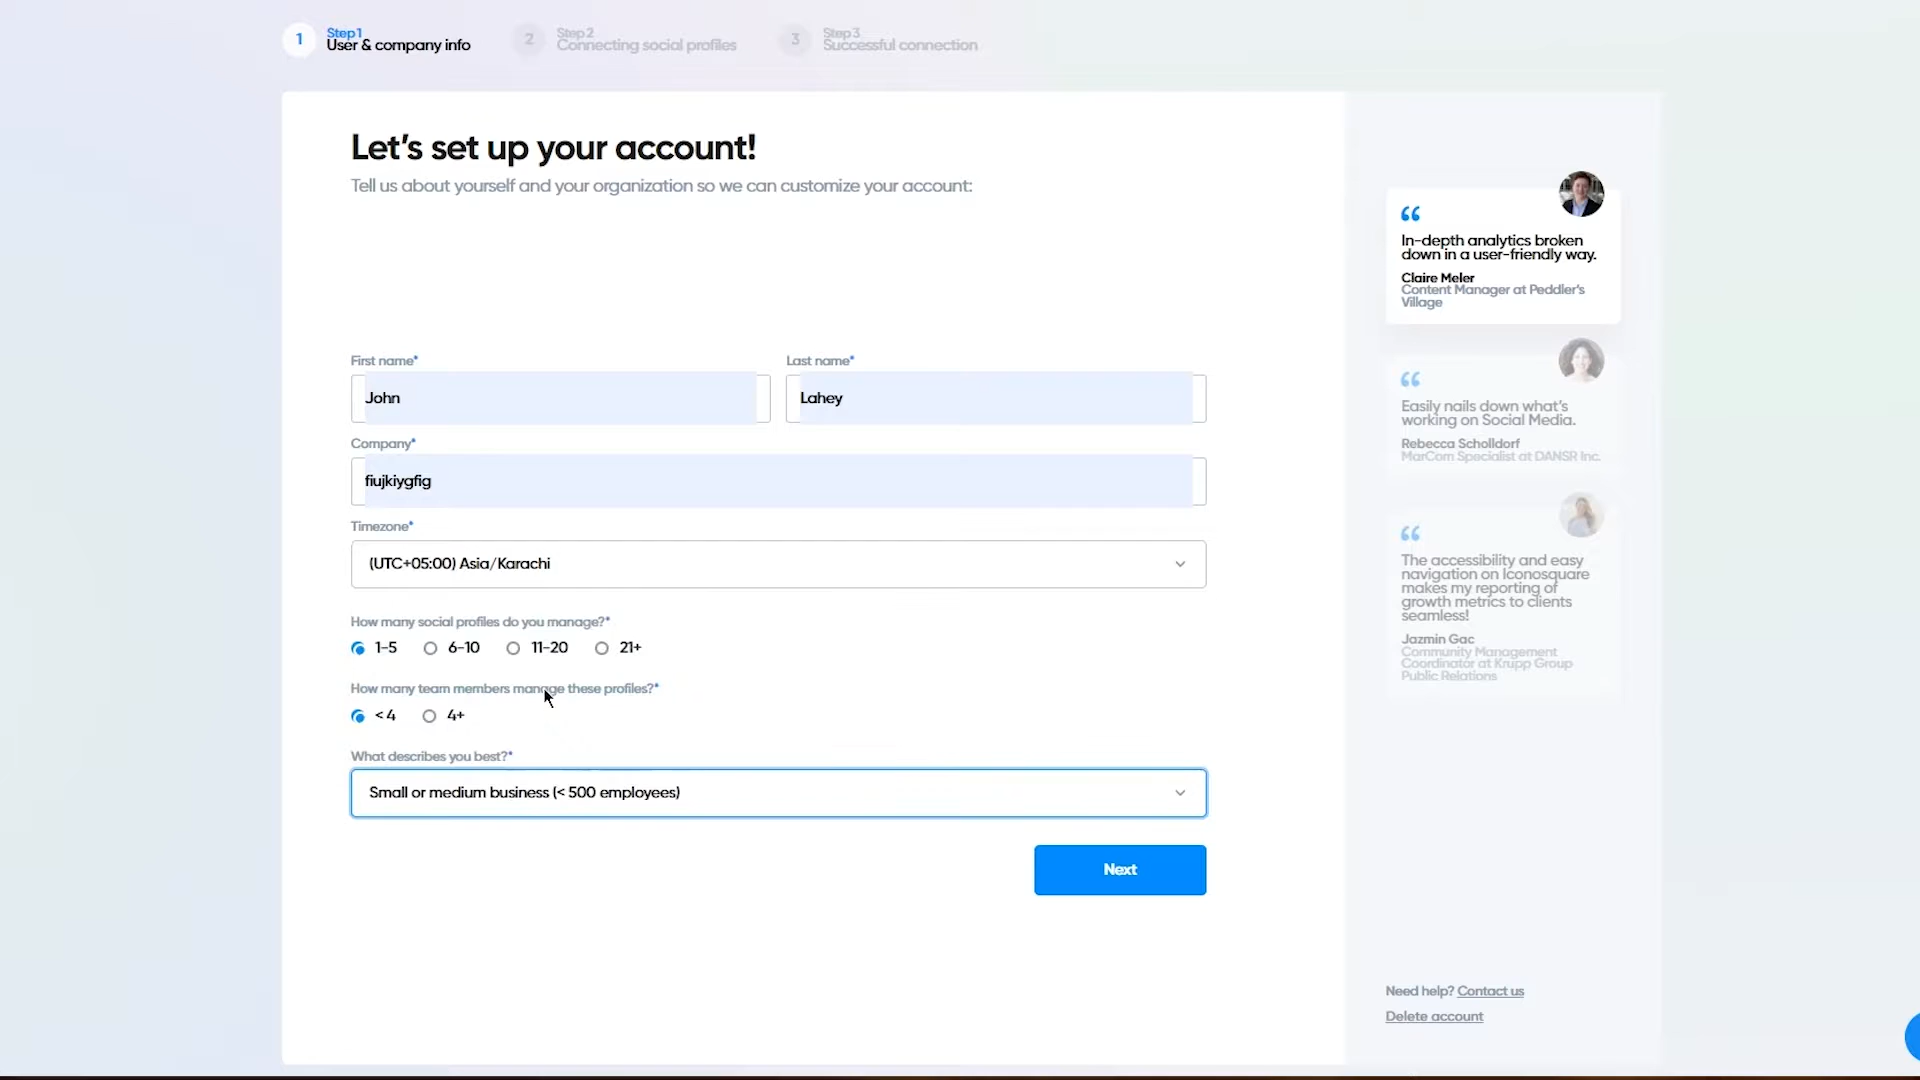 1
Step 1
User & company info
2
Step 2
Connecting social profiles
3
Step 3
Successful connection
Let's set up your account!
Tell us about yourself and your organization so we can customize your account:
First name*
Last name*
John
Lahey
Company*
fiujkiygfig
Timezone*
(UTC+05:00) Asia/Karachi
How many social profiles do you manage?*
1-5
6-10
11-20
21+
How many team members manage these profiles?*
< 4
4+
What describes you best?*
Small or medium business (< 500 employees)
Next
“
In-depth analytics broken
down in a user-friendly way.
Claire Meler
Content Manager at Peddler's
Village
“
Easily nails down what's
working on Social Media.
Rebecca Scholldorf
MarCom Specialist at DANSR Inc.
“
The accessibility and easy
navigation on Iconosquare
makes my reporting of
growth metrics to clients
seamless!
Jazmin Gac
Community Management
Coordinator at Krupp Group
Public Relations
Need help? Contact us
Delete account